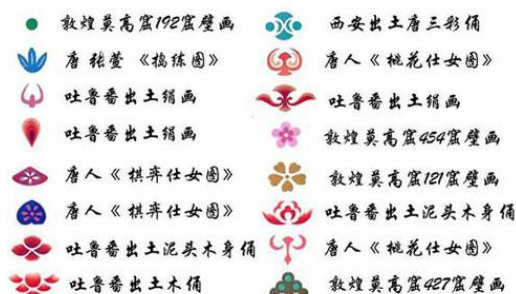 敦煌莫高窟192窟壁画
唐 张萱 《捣练图》
吐鲁番出土绢画
吐鲁番出土绢画
唐人《棋弈仕女图》
唐人《棋弈仕女图》
吐鲁番出土泥头木身俑
吐鲁番出土木俑
西安出土唐三彩俑
唐人《桃花仕女图》
吐鲁番出土绢画
敦煌莫高窟454窟壁画
敦煌莫高窟121窟壁画
吐鲁番出土泥头木身俑
唐人《桃花仕女图》
敦煌莫高窟427窟壁画